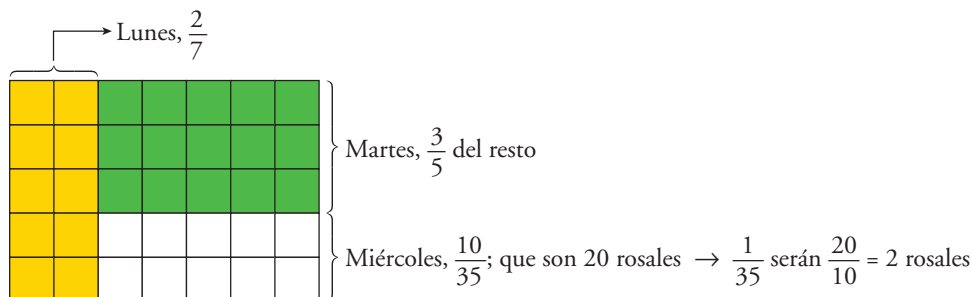 Lunes, 2/7
Martes, 3/5 del resto
Miércoles, 10/35; que son 20 rosales → 1/35 serán 20/10 = 2 rosales